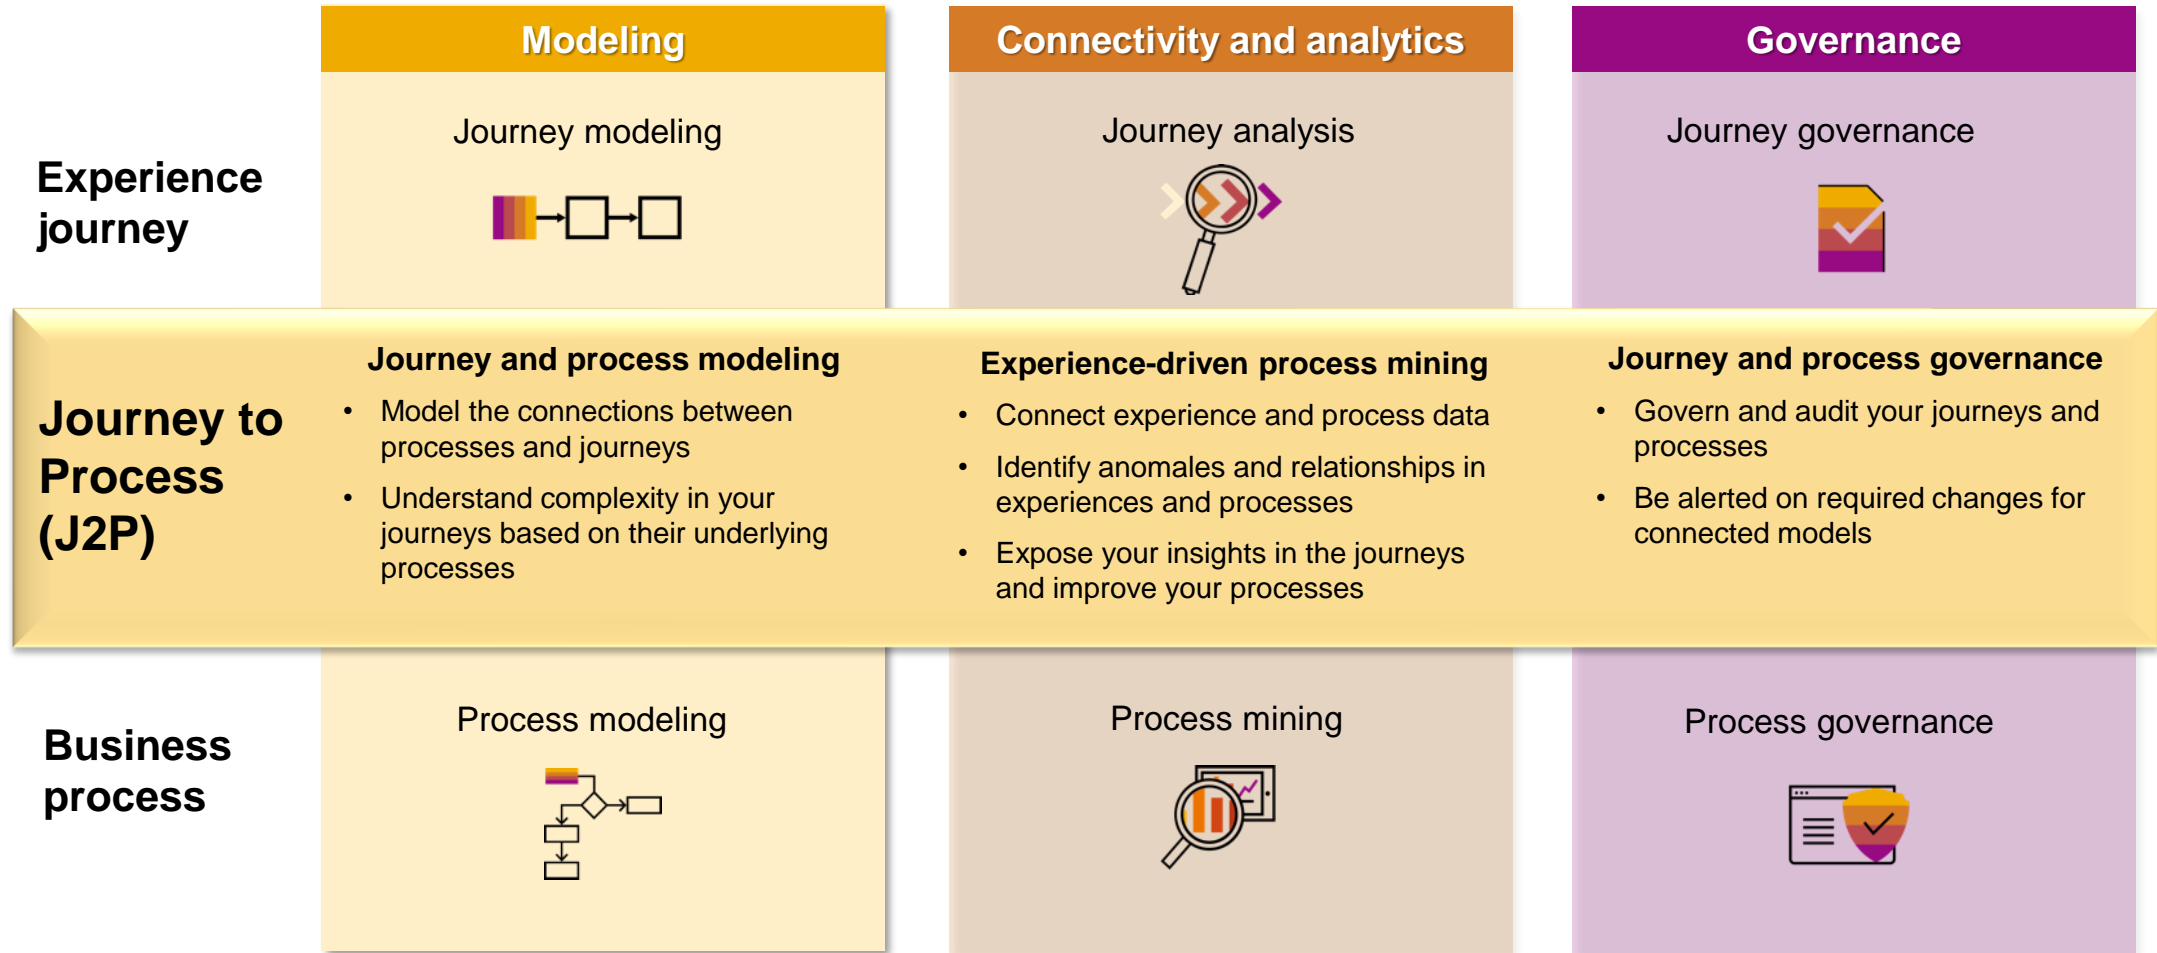 Modeling
Connectivity and analytics
Governance
Experience
journey
Journey modeling
Journey analysis
Journey governance
Journey to
Process
(J2P)
Journey and process modeling
• Model the connections between
processes and journeys
• Understand complexity in your
journeys based on their underlying
processes
Experience-driven process mining
• Connect experience and process data
• Identify anomales and relationships in
experiences and processes
• Expose your insights in the journeys
and improve your processes
Journey and process governance
• Govern and audit your journeys and
processes
• Be alerted on required changes for
connected models
Business
process
Process modeling
Process mining
Process governance